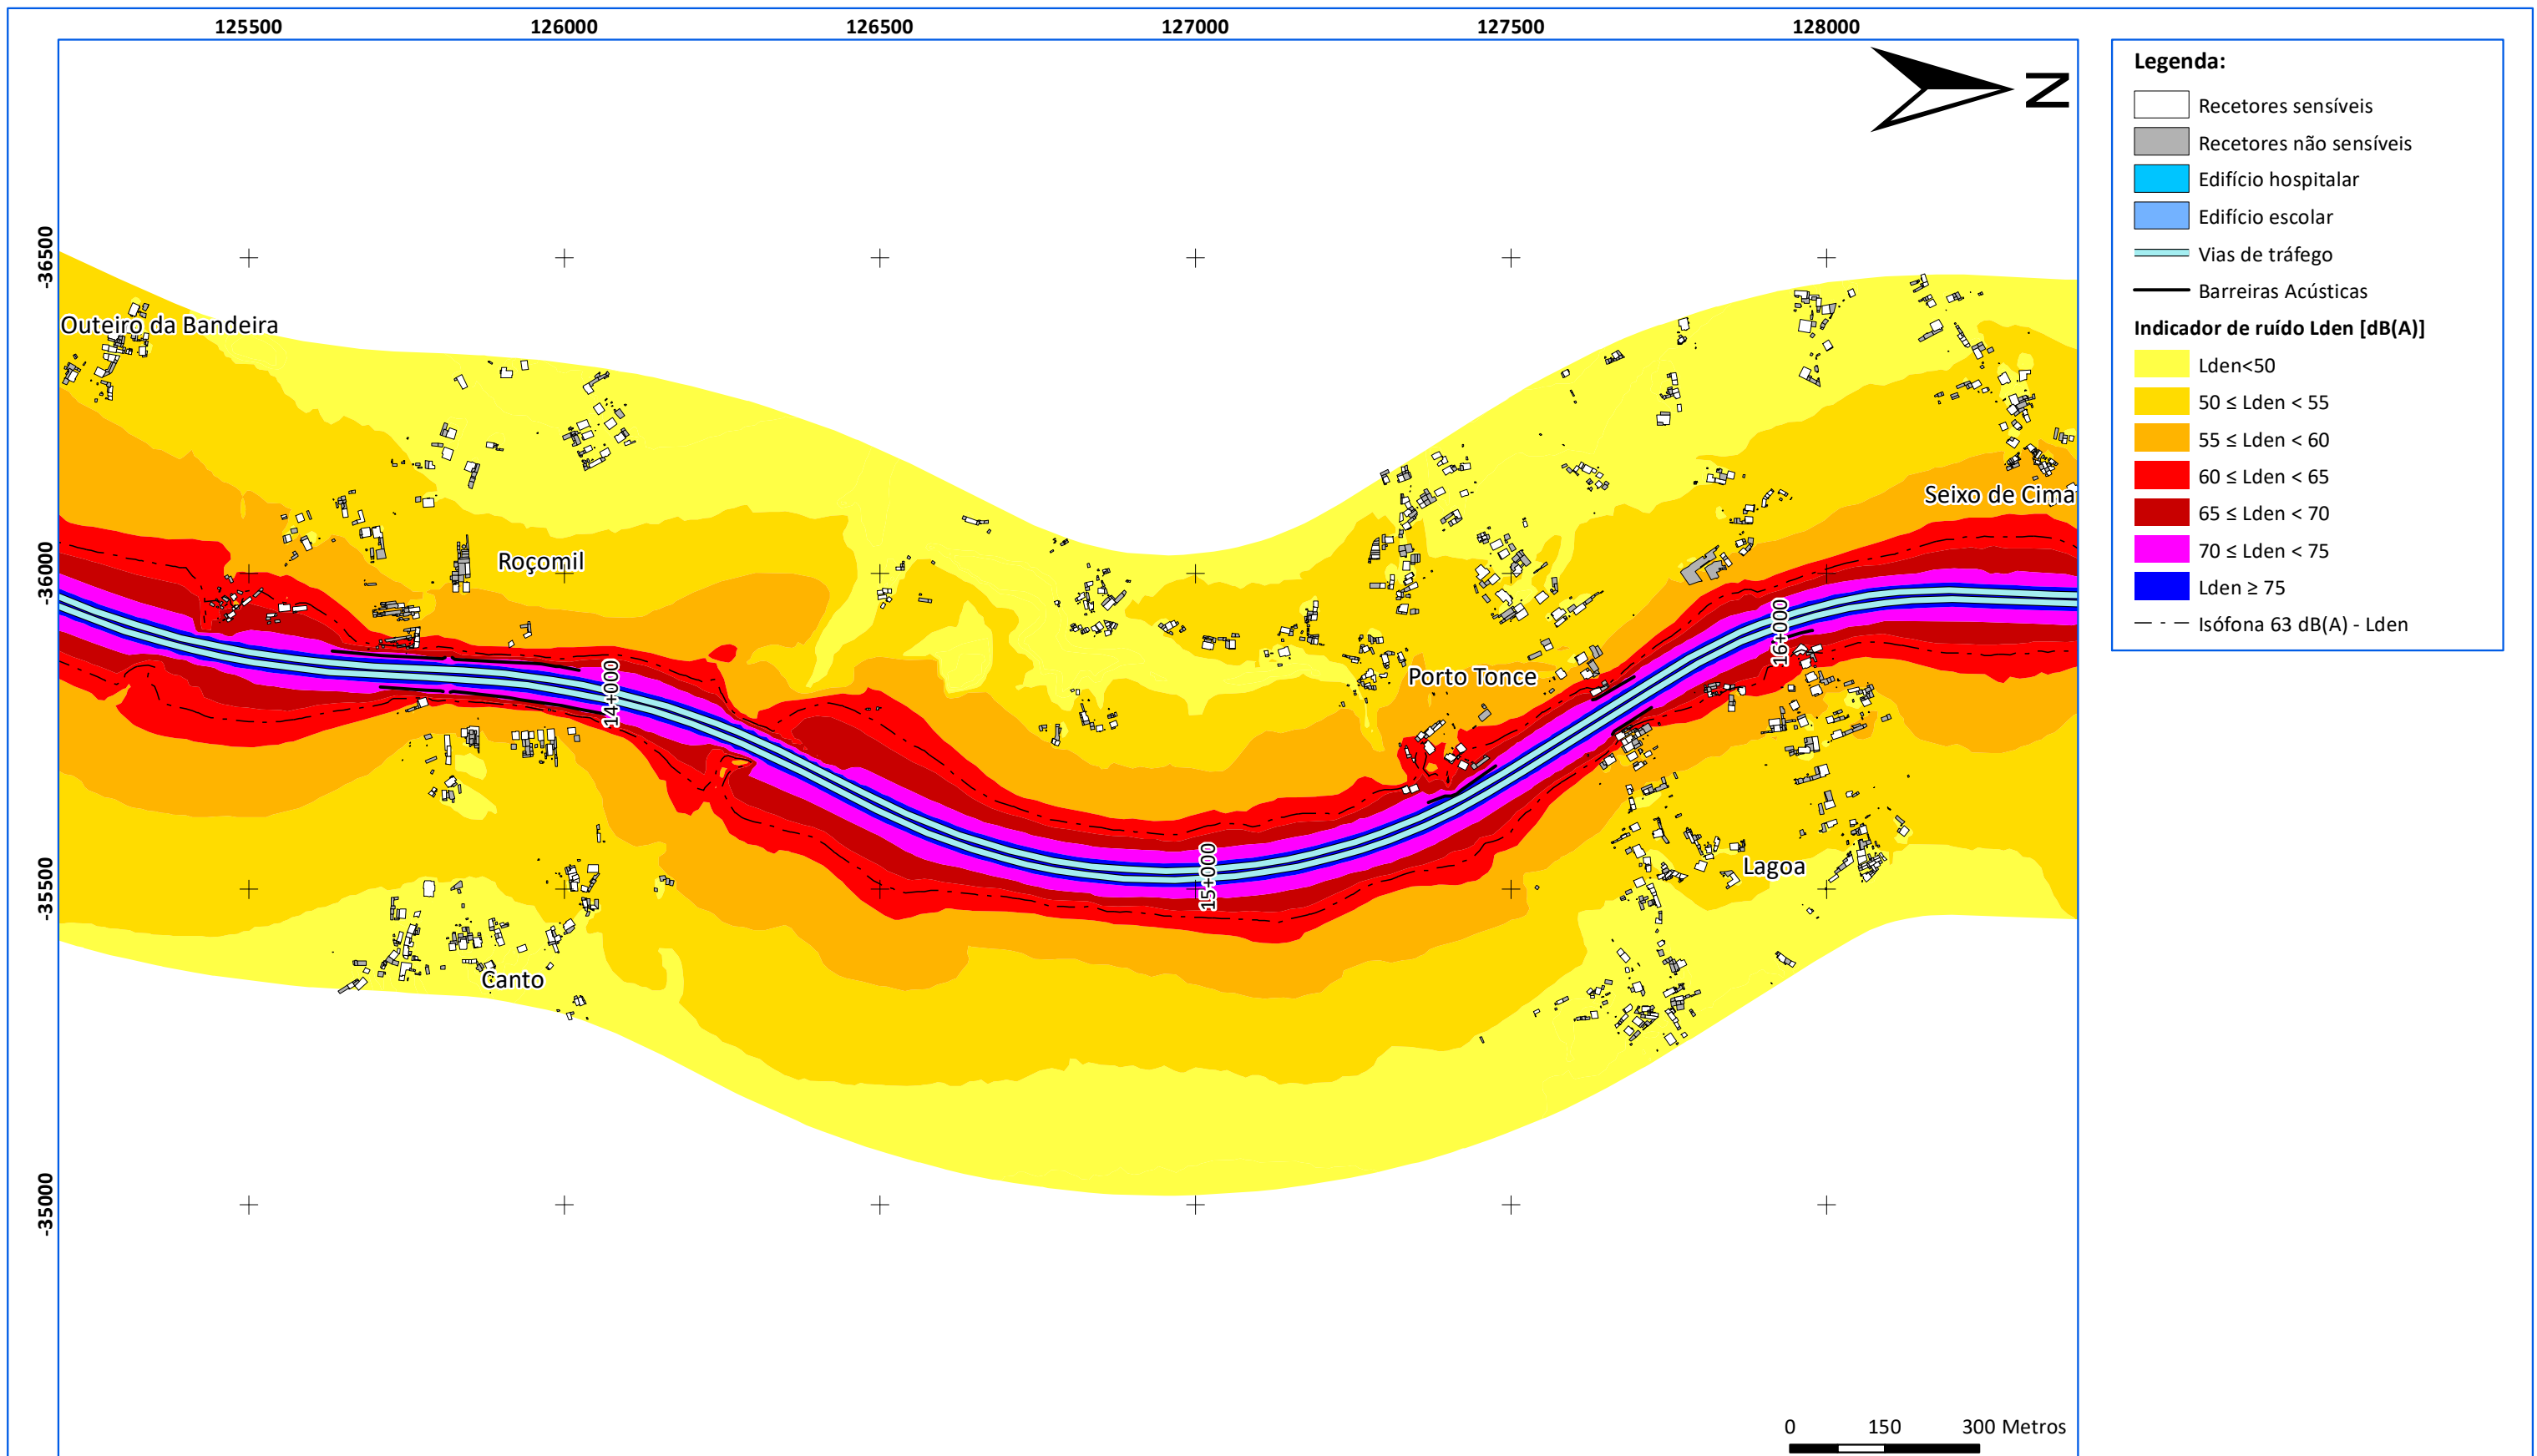 125500 126000 126500 127000 127500 128000
-36500
-36000
-35500
-35000
N
Outeiro da Bandeira
Seixo de Cima
Roçomil
Porto Tonce
14+000
16+000
15+000
Lagoa
Canto
0 150 300 Metros
Legenda:
Recetores sensíveis
Recetores não sensíveis
Edifício hospitalar
Edifício escolar
Vias de tráfego
Barreiras Acústicas
Indicador de ruído Lden [dB(A)]
Lden<50
50 ≤ Lden < 55
55 ≤ Lden < 60
60 ≤ Lden < 65
65 ≤ Lden < 70
70 ≤ Lden < 75
Lden ≥ 75
Isófona 63 dB(A) - Lden